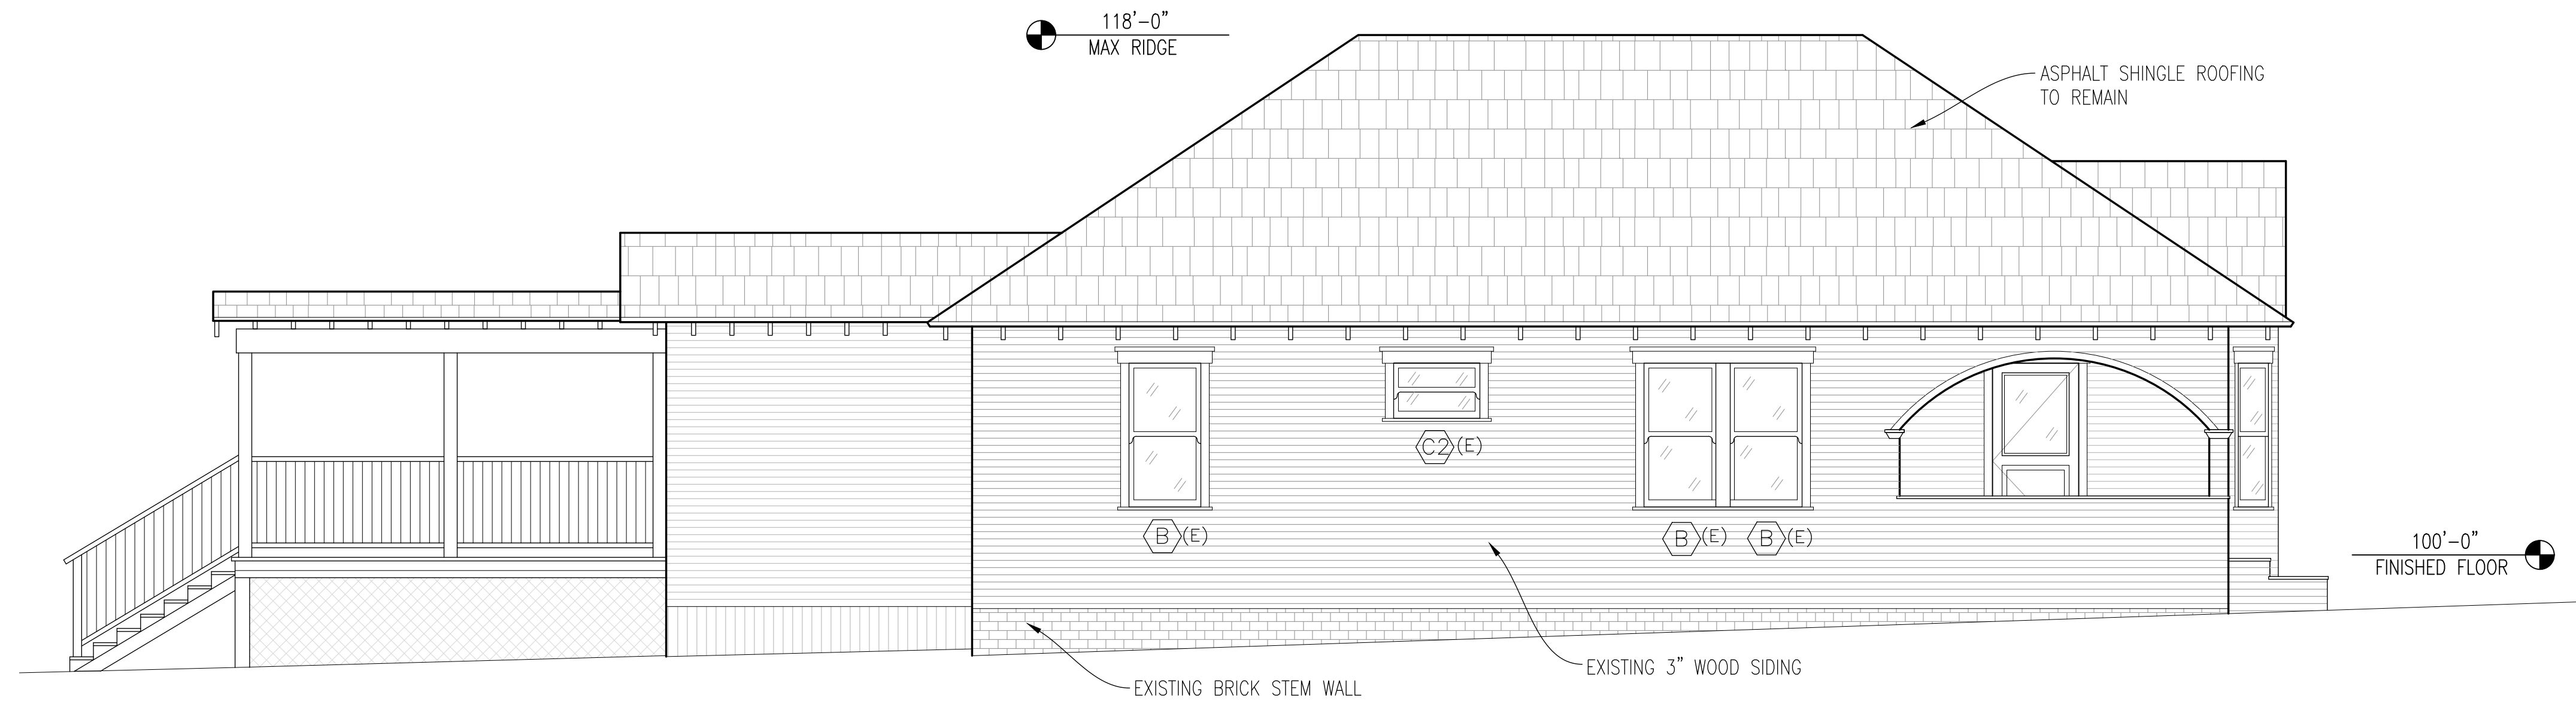 118'-0"
MAX RIDGE
ASPHALT SHINGLE ROOFING
TO REMAIN
C2 (E)
B (E)
B (E) B (E)
100'-0"
FINISHED FLOOR
EXISTING 3" WOOD SIDING
EXISTING BRICK STEM WALL